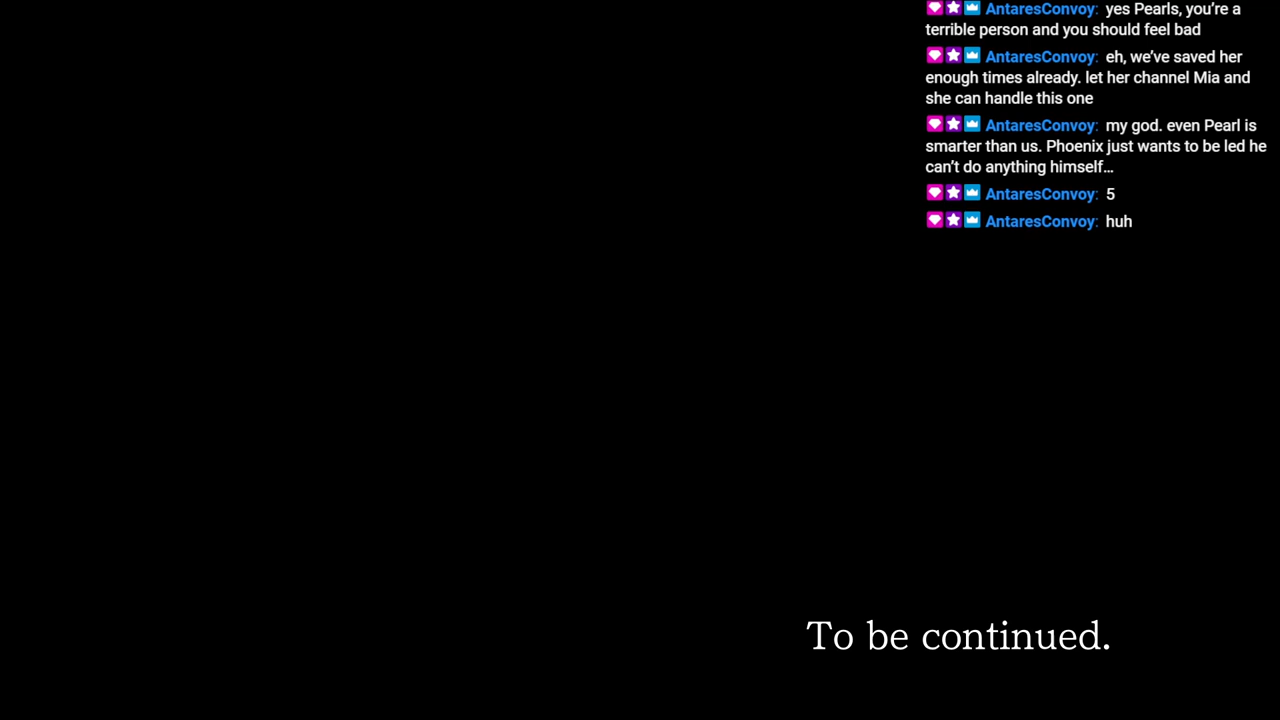 AntaresConvoy: yes Pearls, you're a
terrible person and you should feel bad
AntaresConvoy: eh, we've saved her
enough times already. let her channel Mia and
she can handle this one
AntaresConvoy: my god. even Pearl is
smarter than us. Phoenix just wants to be led he
can't do anything himself…
AntaresConvoy: 5
AntaresConvoy: huh
To be continued.